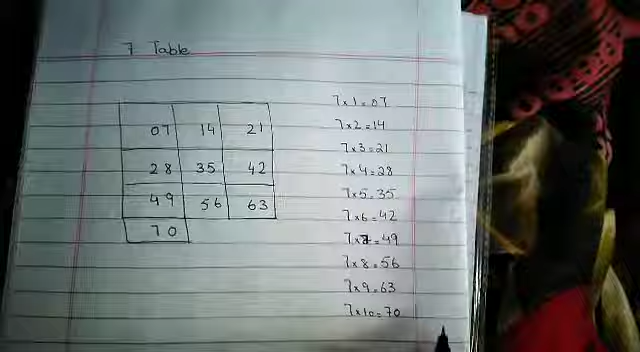 7 Table
07 14 21
28 35 42
49 56 63
70
7x1=07
7x2=14
7x3=21
7x4=28
7x5=35
7x6=42
7x7=49
7x8=56
7x9=63
7x10=70